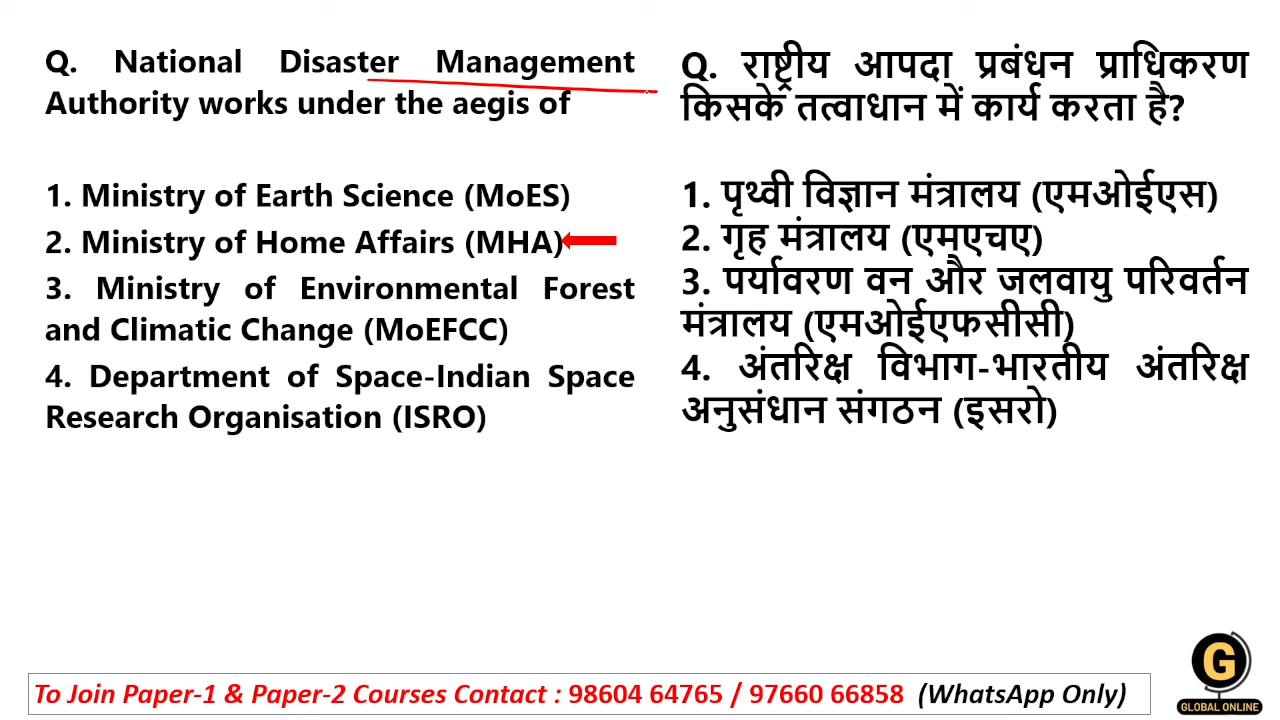 Q. National Disaster Management
Authority works under the aegis of
1. Ministry of Earth Science (MoES)
2. Ministry of Home Affairs (MHA)
3. Ministry of Environmental Forest
and Climatic Change (MoEFCC)
4. Department of Space-Indian Space
Research Organisation (ISRO)
Q. राष्ट्रीय आपदा प्रबंधन प्राधिकरण
किसके तत्वाधान में कार्य करता है?
1. पृथ्वी विज्ञान मंत्रालय (एमओईएस)
2. गृह मंत्रालय (एमएचए)
3. पर्यावरण वन और जलवायु परिवर्तन
मंत्रालय (एमओईएफसीसी)
4. अंतरिक्ष विभाग-भारतीय अंतरिक्ष
अनुसंधान संगठन (इसरो)
To Join Paper-1 & Paper-2 Courses Contact : 98604 64765 / 97660 66858 (WhatsApp Only)
G
GLOBAL ONLINE